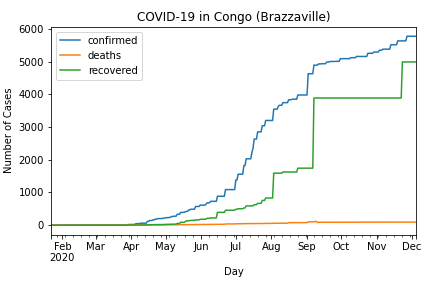 COVID-19 in Congo (Brazzaville)
confirmed
deaths
recovered
Number of Cases
6000
5000
4000
3000
2000
1000
0
Feb Mar Apr May Jun Jul Aug Sep Oct Nov Dec
2020
Day